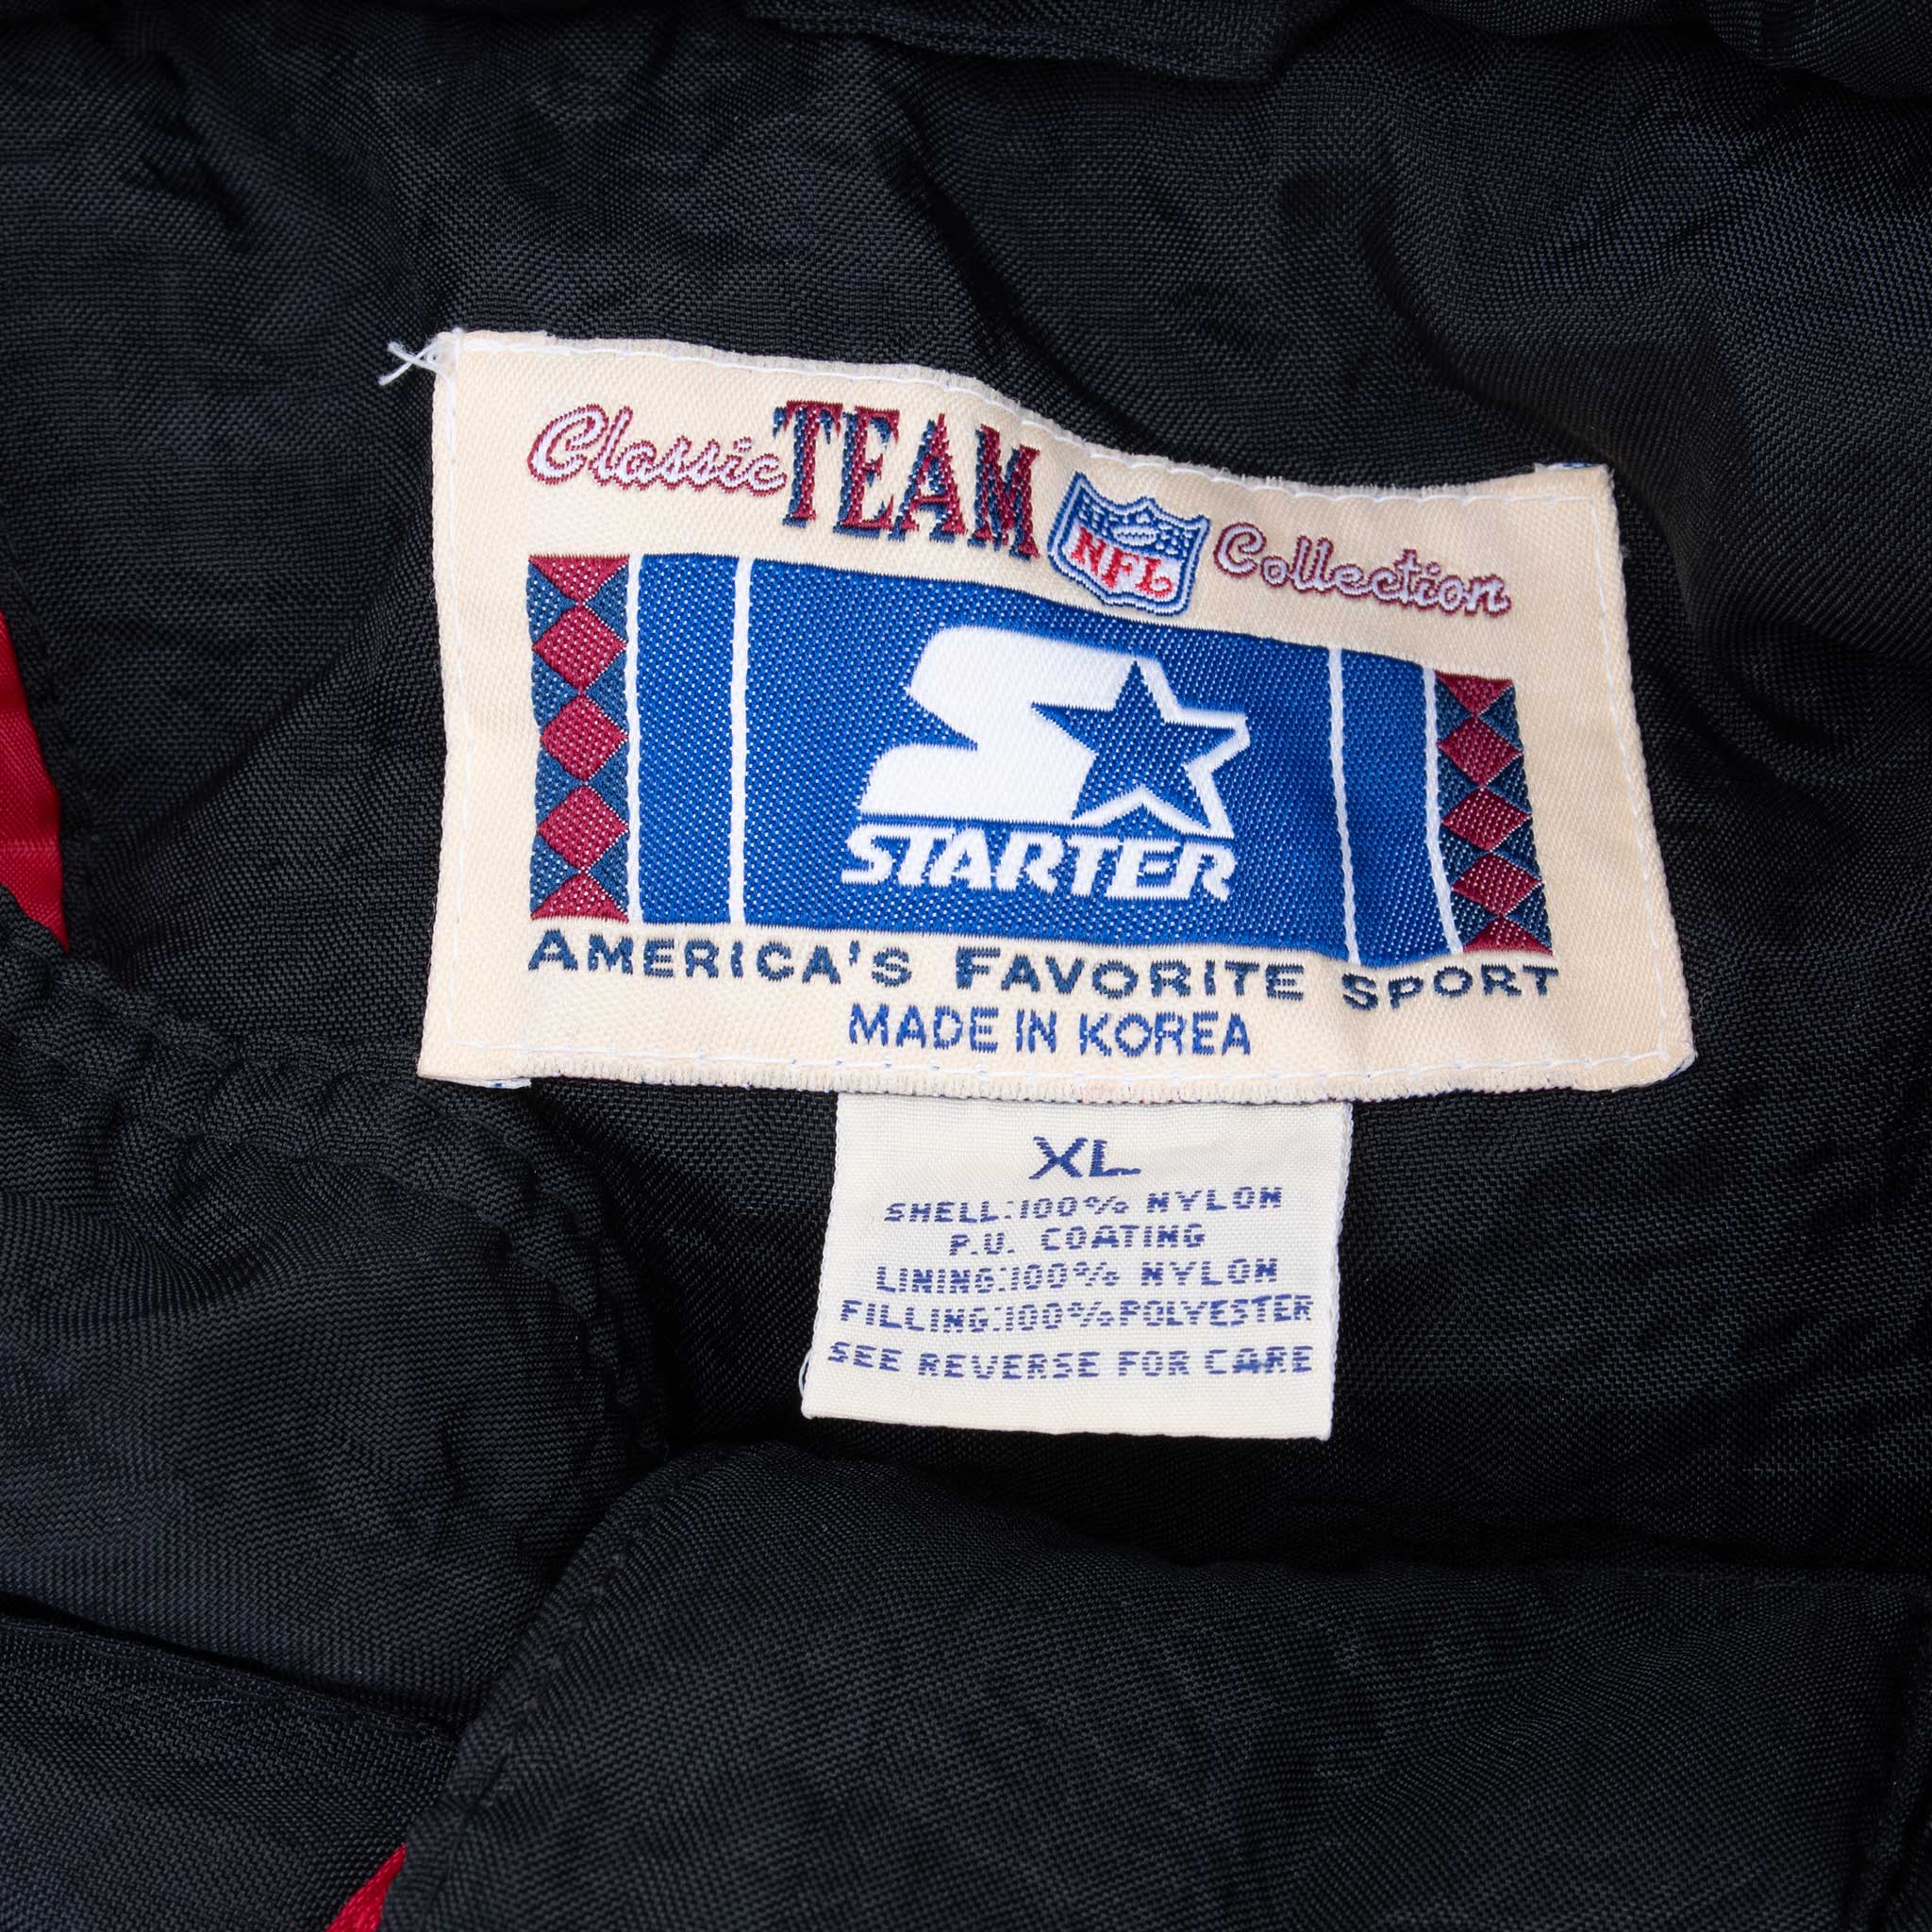 Classic TEAM NFL Collection
STARTER
AMERICA'S FAVORITE SPORT
MADE IN KOREA
XL
SHELL:100% NYLON
P.U. COATING
LINING:100% NYLON
FILLING:100%POLYESTER
SEE REVERSE FOR CARE